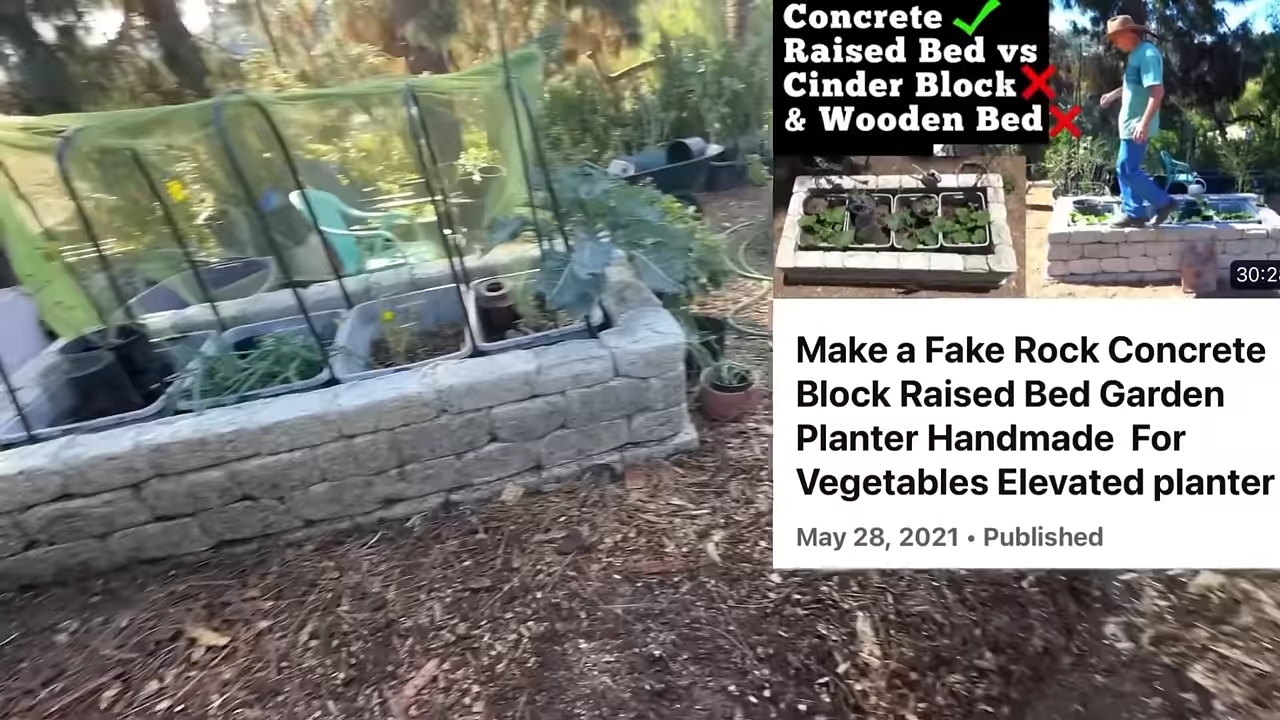 Concrete
Raised Bed vs
Cinder Block
& Wooden Bed
Make a Fake Rock Concrete
Block Raised Bed Garden
Planter Handmade  For
Vegetables Elevated planter
May 28, 2021 • Published